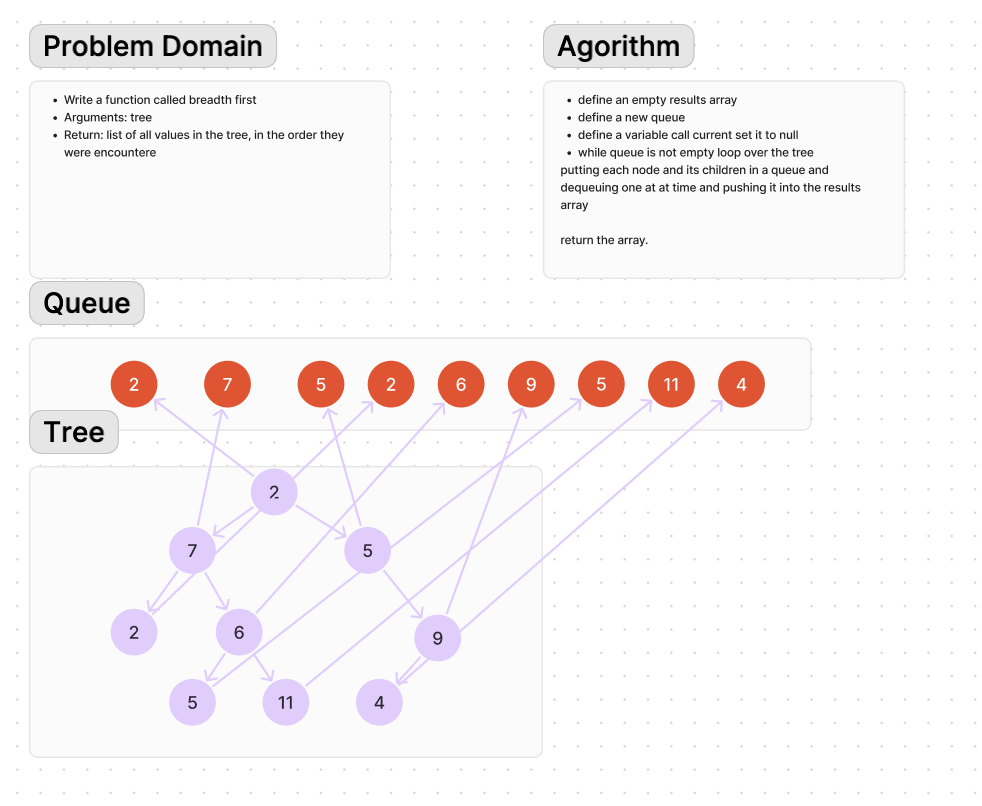 Problem Domain
• Write a function called breadth first
• Arguments: tree
• Return: list of all values in the tree, in the order they
were encountere
Agorithm
• define an empty results array
• define a new queue
• define a variable call current set it to null
• while queue is not empty loop over the tree
putting each node and its children in a queue and
dequeuing one at at time and pushing it into the results
array
return the array.
Queue
2 7 5 2 6 9 5 11 4
Tree
2
7 5
2 6 9
5 11 4